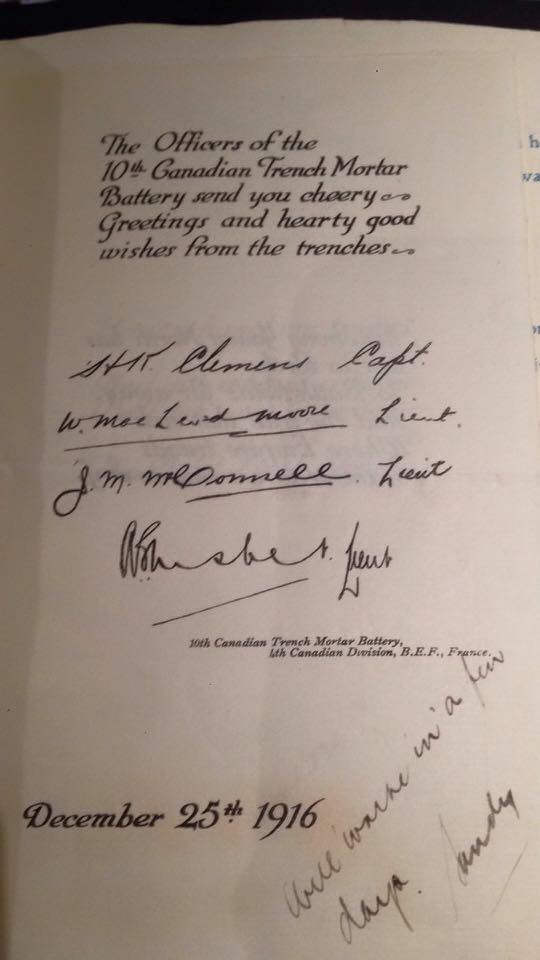 The Officers of the
10th Canadian Trench Mortar
Battery send you cheery
Greetings and hearty good
wishes from the trenches
H.K. Clemens Capt.
W. MacLeod Moore Lieut.
J. M. McDonnell. Lieut
Lieut
10th Canadian Trench Mortar Battery,
4th Canadian Division, B.E.F., France.
December 25th 1916
Will write in a few
days. Sandy